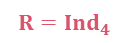 R = Ind₄